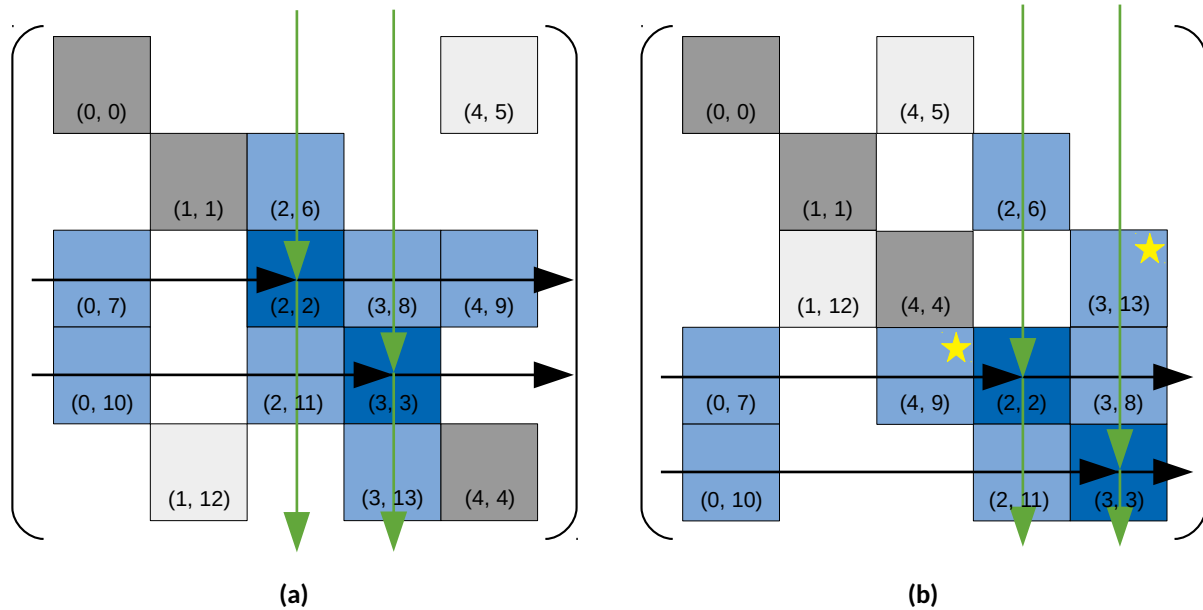 (0, 0) (4, 5)
(1, 1) (2, 6)
(0, 7) (2, 2) (3, 8) (4, 9)
(0, 10) (2, 11) (3, 3)
(1, 12) (3, 13) (4, 4)
(a)
(0, 0) (4, 5)
(1, 1) (2, 6)
(1, 12) (4, 4) (3, 13)
(0, 7) (4, 9) (2, 2) (3, 8)
(0, 10) (2, 11) (3, 3)
(b)